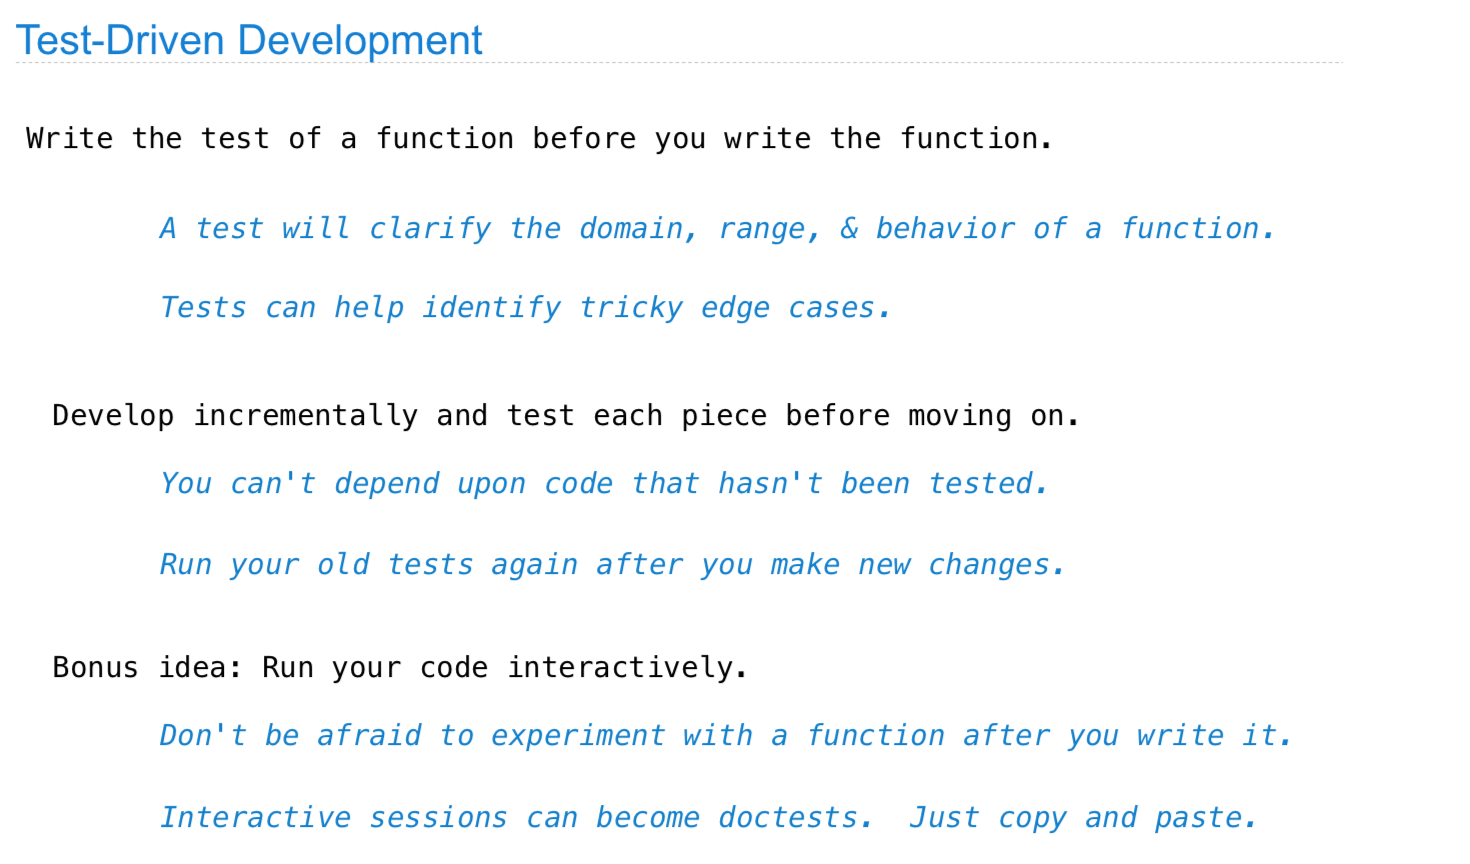 Test-Driven Development
Write the test of a function before you write the function.
A test will clarify the domain, range, & behavior of a function.
Tests can help identify tricky edge cases.
Develop incrementally and test each piece before moving on.
You can't depend upon code that hasn't been tested.
Run your old tests again after you make new changes.
Bonus idea: Run your code interactively.
Don't be afraid to experiment with a function after you write it.
Interactive sessions can become doctests.  Just copy and paste.